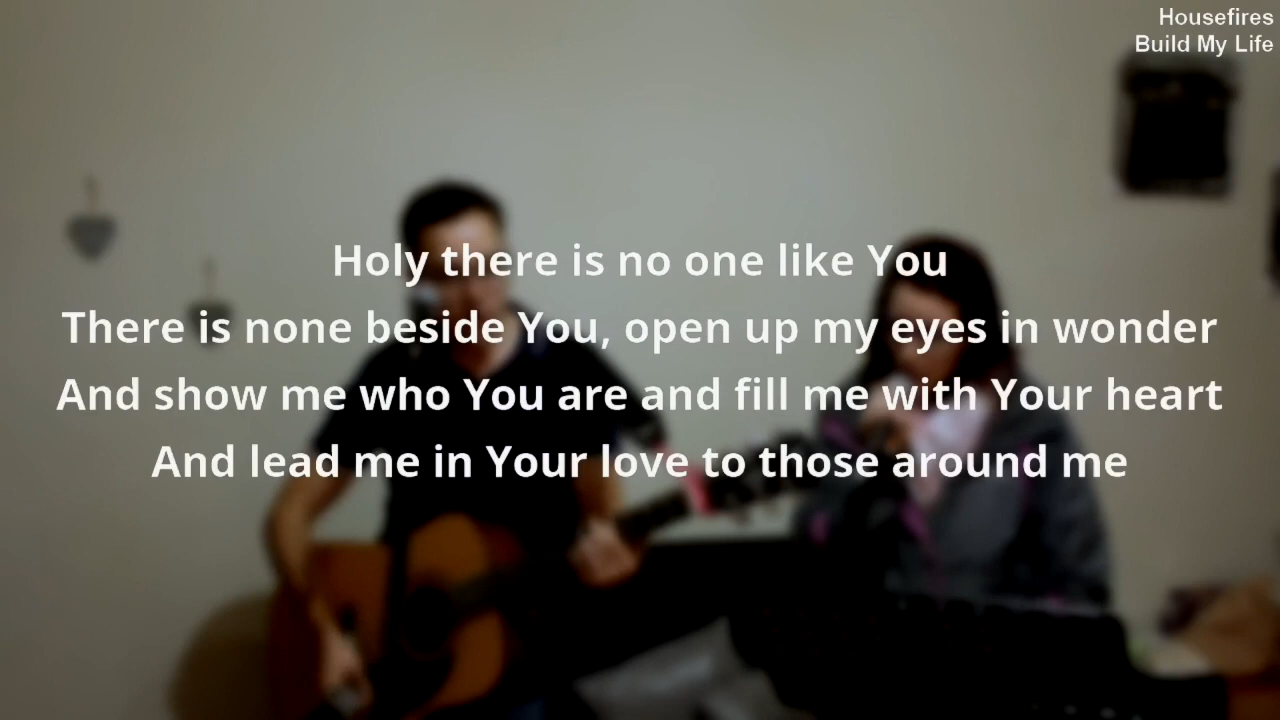 Housefires
Build My Life
Holy there is no one like You
There is none beside You, open up my eyes in wonder
And show me who You are and fill me with Your heart
And lead me in Your love to those around me